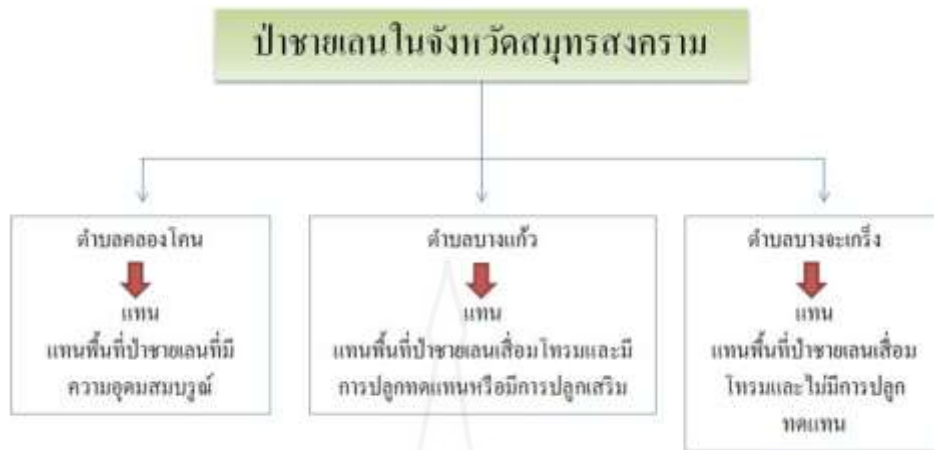 ป่าชายเลนในจังหวัดสมุทรสงคราม
ตำบลคลองโคน
แทน
แทนพื้นที่ป่าชายเลนที่มี
ความอุดมสมบรูณ์
ตำบลบางแก้ว
แทน
แทนพื้นที่ป่าชายเลนเสื่อมโทรมและมี
การปลูกทดแทนหรือมีการปลูกเสริม
ตำบลบางจะเกร็ง
แทน
แทนพื้นที่ป่าชายเลนเสื่อม
โทรมและไม่มีการปลูก
ทดแทน